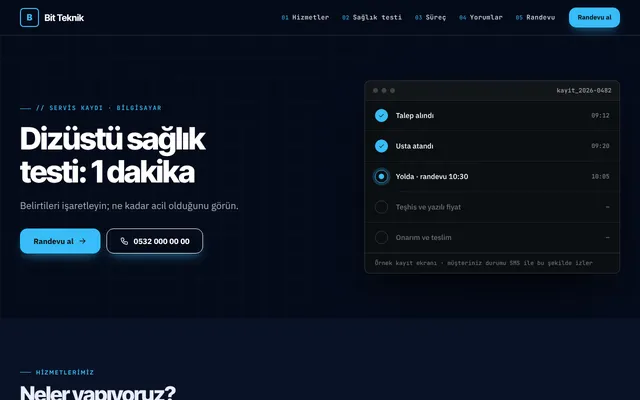 B Bit Teknik
01 Hizmetler 02 Sağlık testi 03 Süreç 04 Yorumlar 05 Randevu
Randevu al
// SERVİS KAYDI · BİLGİSAYAR
Dizüstü sağlık
testi: 1 dakika
Belirtileri işaretleyin; ne kadar acil olduğunu görün.
Randevu al →
0532 000 00 00
kayit_2026-0482
Talep alındı 09:12
Usta atandı 09:20
Yolda · randevu 10:30 10:05
Teşhis ve yazılı fiyat —
Onarım ve teslim —
Örnek kayıt ekranı · müşteriniz durumu SMS ile bu şekilde izler
HİZMETLERİMİZ
Neler yapıyoruz?